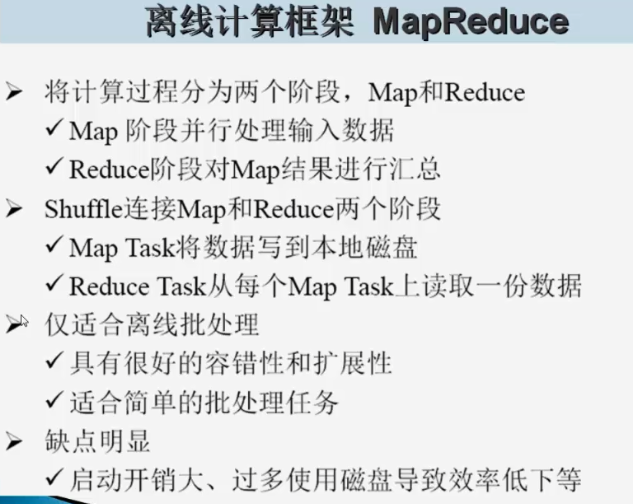 离线计算框架 MapReduce
➢ 将计算过程分为两个阶段，Map和Reduce
✓ Map 阶段并行处理输入数据
✓ Reduce阶段对Map结果进行汇总
➢ Shuffle连接Map和Reduce两个阶段
✓ Map Task将数据写到本地磁盘
✓ Reduce Task从每个Map Task上读取一份数据
➢ 仅适合离线批处理
✓ 具有很好的容错性和扩展性
✓ 适合简单的批处理任务
➢ 缺点明显
✓ 启动开销大、过多使用磁盘导致效率低下等